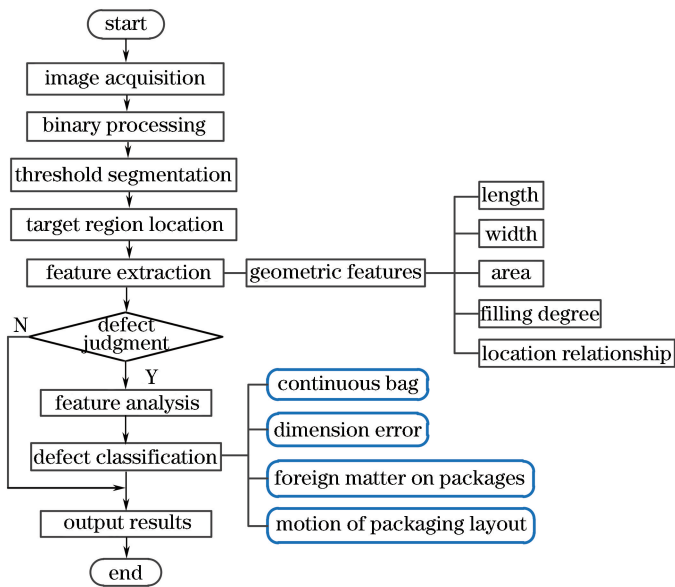 start
image acquisition
binary processing
threshold segmentation
target region location
feature extraction
geometric features
length
width
area
filling degree
location relationship
N
defect
judgment
Y
feature analysis
defect classification
continuous bag
dimension error
foreign matter on packages
motion of packaging layout
output results
end